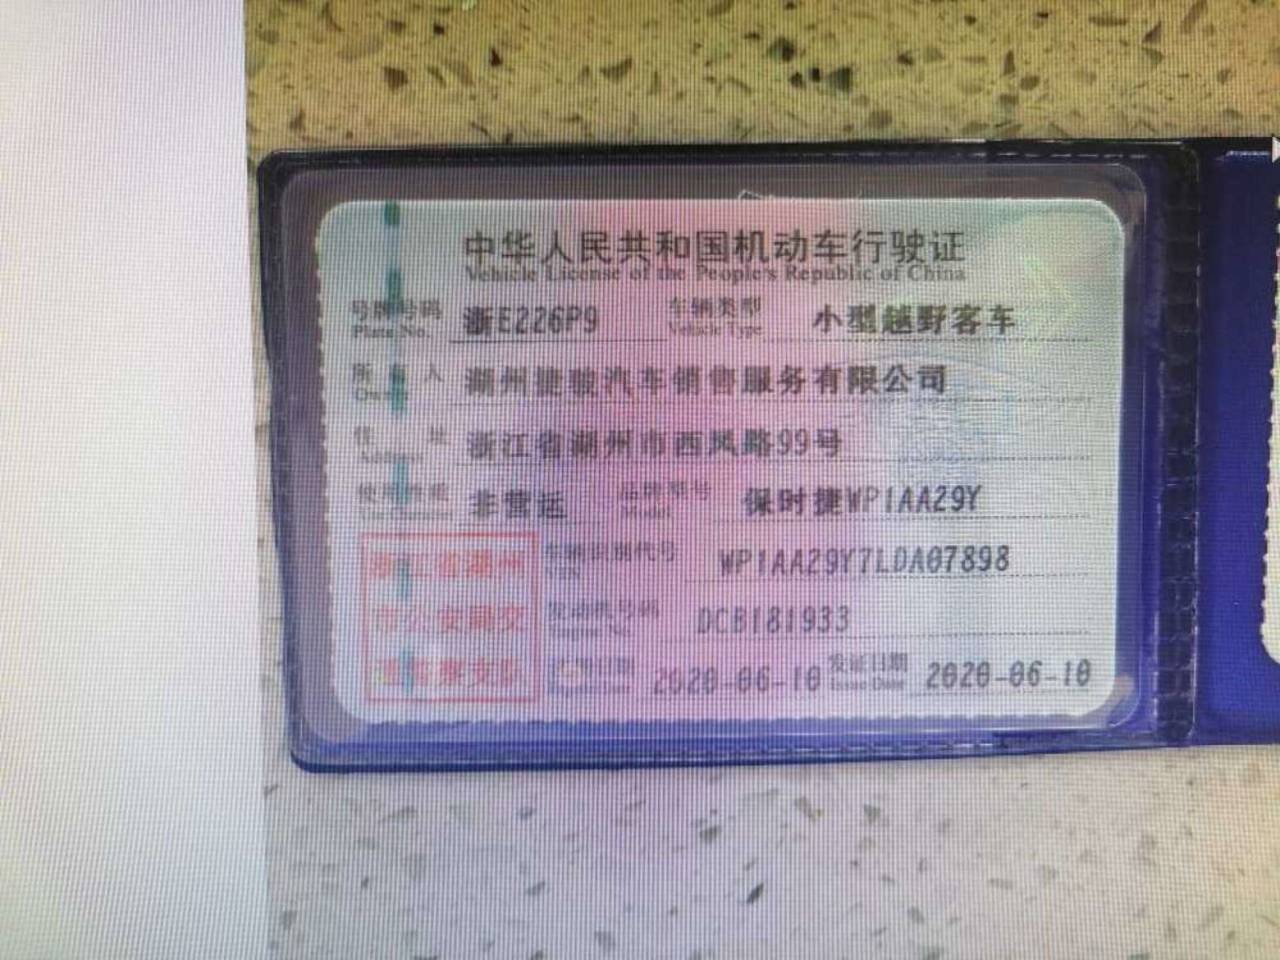 中华人民共和国机动车行驶证
Vehicle License of the People's Republic of China
号牌号码 浙E226P9 车辆类型 小型越野客车
Plate No. Vehicle Type
所有人 湖州捷骏汽车销售服务有限公司
Owner
住址 浙江省湖州市西凤路99号
Address
使用性质 非营运 品牌型号 保时捷WP1AA29Y
Model
浙江省湖州 车辆识别代号 WP1AA29Y7LDA07898
VIN
市公安局交 发动机号码 DCB181933
Engine No.
通警察支队 注册日期 2020-06-10 发证日期 2020-06-10
Issue Date